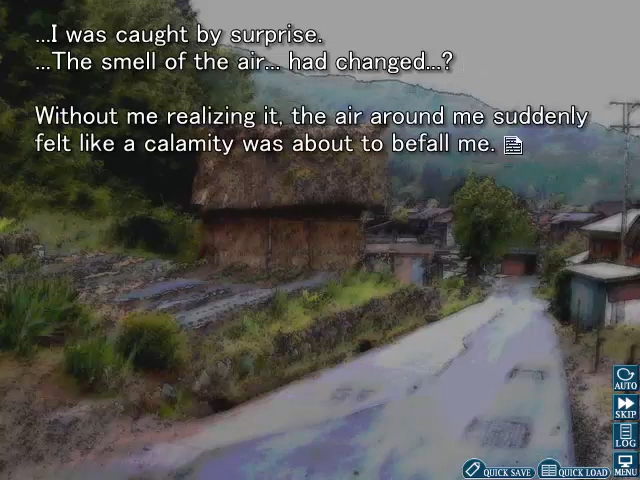 ...I was caught by surprise.
...The smell of the air... had changed...?
Without me realizing it, the air around me suddenly
felt like a calamity was about to befall me.
AUTO
SKIP
LOG
QUICK SAVE
QUICK LOAD
MENU